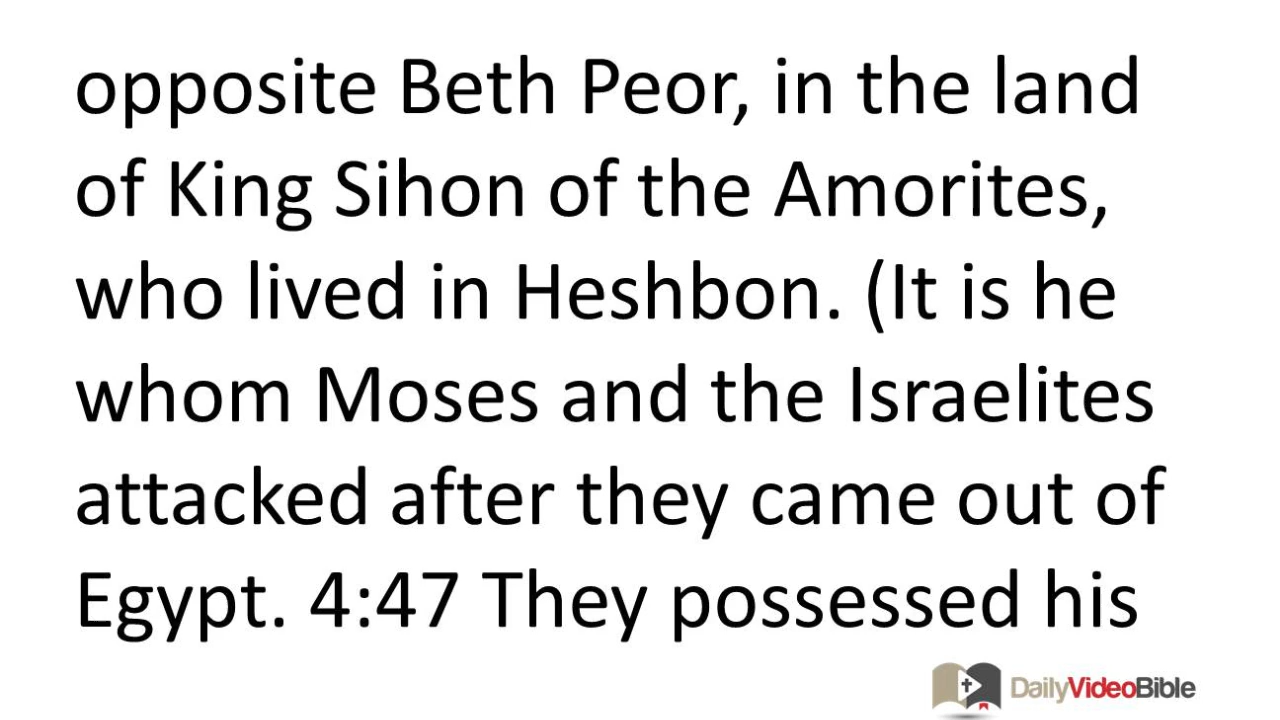 opposite Beth Peor, in the land
of King Sihon of the Amorites,
who lived in Heshbon. (It is he
whom Moses and the Israelites
attacked after they came out of
Egypt. 4:47 They possessed his
DailyVideoBible